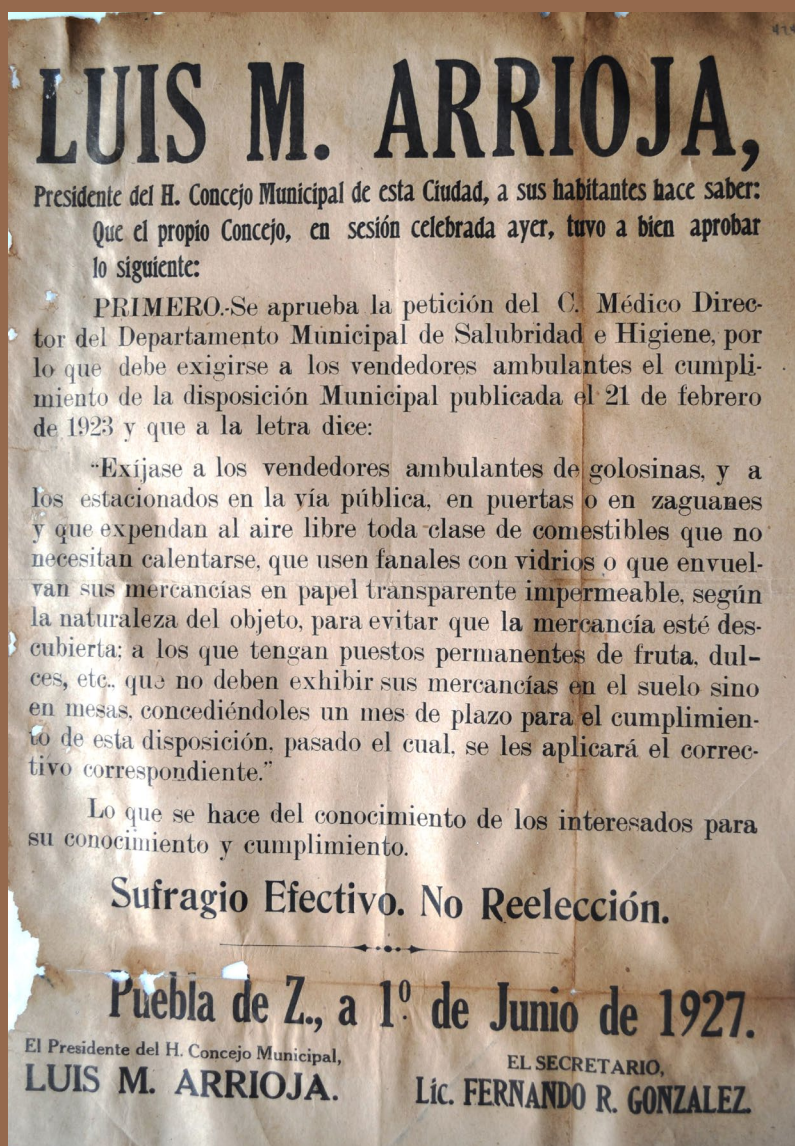 LUIS M. ARRIOJA,
Presidente del H. Concejo Municipal de esta Ciudad, a sus habitantes hace saber:
Que el propio Concejo, en sesión celebrada ayer, tuvo a bien aprobar
lo siguiente:
PRIMERO.-Se aprueba la petición del C. Médico Direc-
tor del Departamento Municipal de Salubridad e Higiene, por
lo que debe exigirse a los vendedores ambulantes el cumpli-
miento de la disposición Municipal publicada el 21 de febrero
de 1923 y que a la letra dice:
"Exíjase a los vendedores ambulantes de golosinas, y a
los estacionados en la vía pública, en puertas o en zaguanes
y que expendan al aire libre toda clase de comestibles que no
necesitan calentarse, que usen fanales con vidrios o que envuel-
van sus mercancías en papel transparente impermeable, según
la naturaleza del objeto, para evitar que la mercancía esté des-
cubierta; a los que tengan puestos permanentes de fruta, dul-
ces, etc., que no deben exhibir sus mercancías en el suelo sino
en mesas, concediéndoles un mes de plazo para el cumplimien-
to de esta disposición, pasado el cual, se les aplicará el correc-
tivo correspondiente."
Lo que se hace del conocimiento de los interesados para
su conocimiento y cumplimiento.
Sufragio Efectivo. No Reelección.
Puebla de Z., a 1º de Junio de 1927.
El Presidente del H. Concejo Municipal,
LUIS M. ARRIOJA.
EL SECRETARIO,
Lic. FERNANDO R. GONZALEZ.